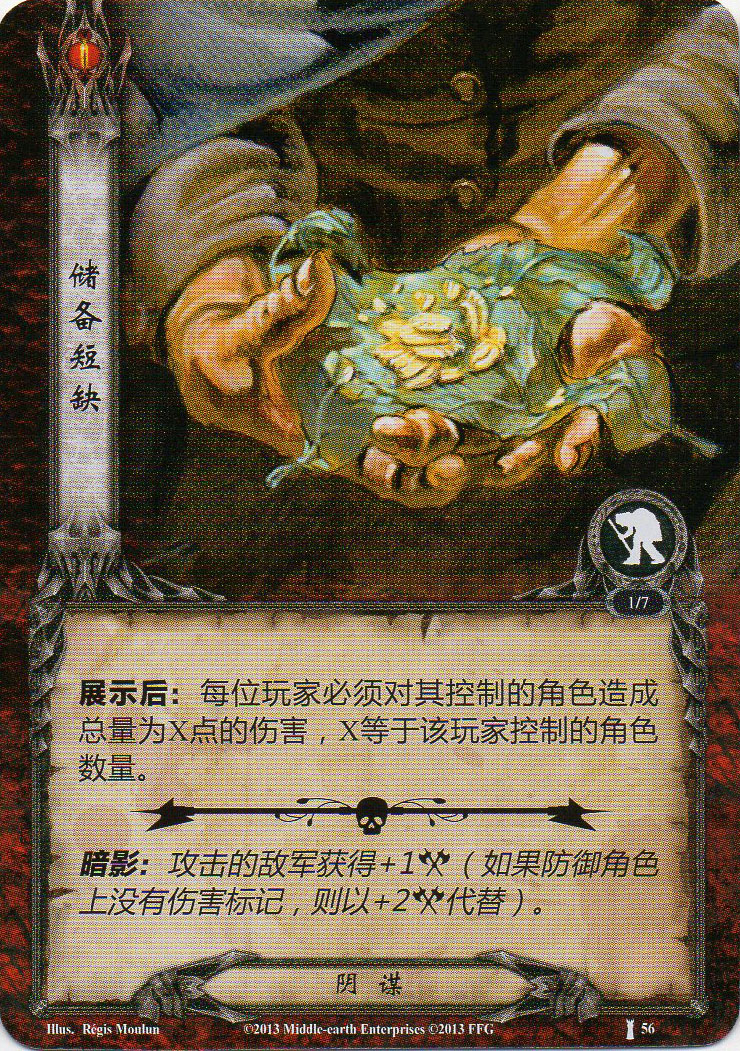 储备短缺
1/7
展示后：每位玩家必须对其控制的角色造成
总量为X点的伤害，X等于该玩家控制的角色
数量。
暗影：攻击的敌军获得+1（如果防御角色
上没有伤害标记，则以+2代替）。
阴谋
Illus. Régis Moulun ©2013 Middle-earth Enterprises ©2013 FFG 56